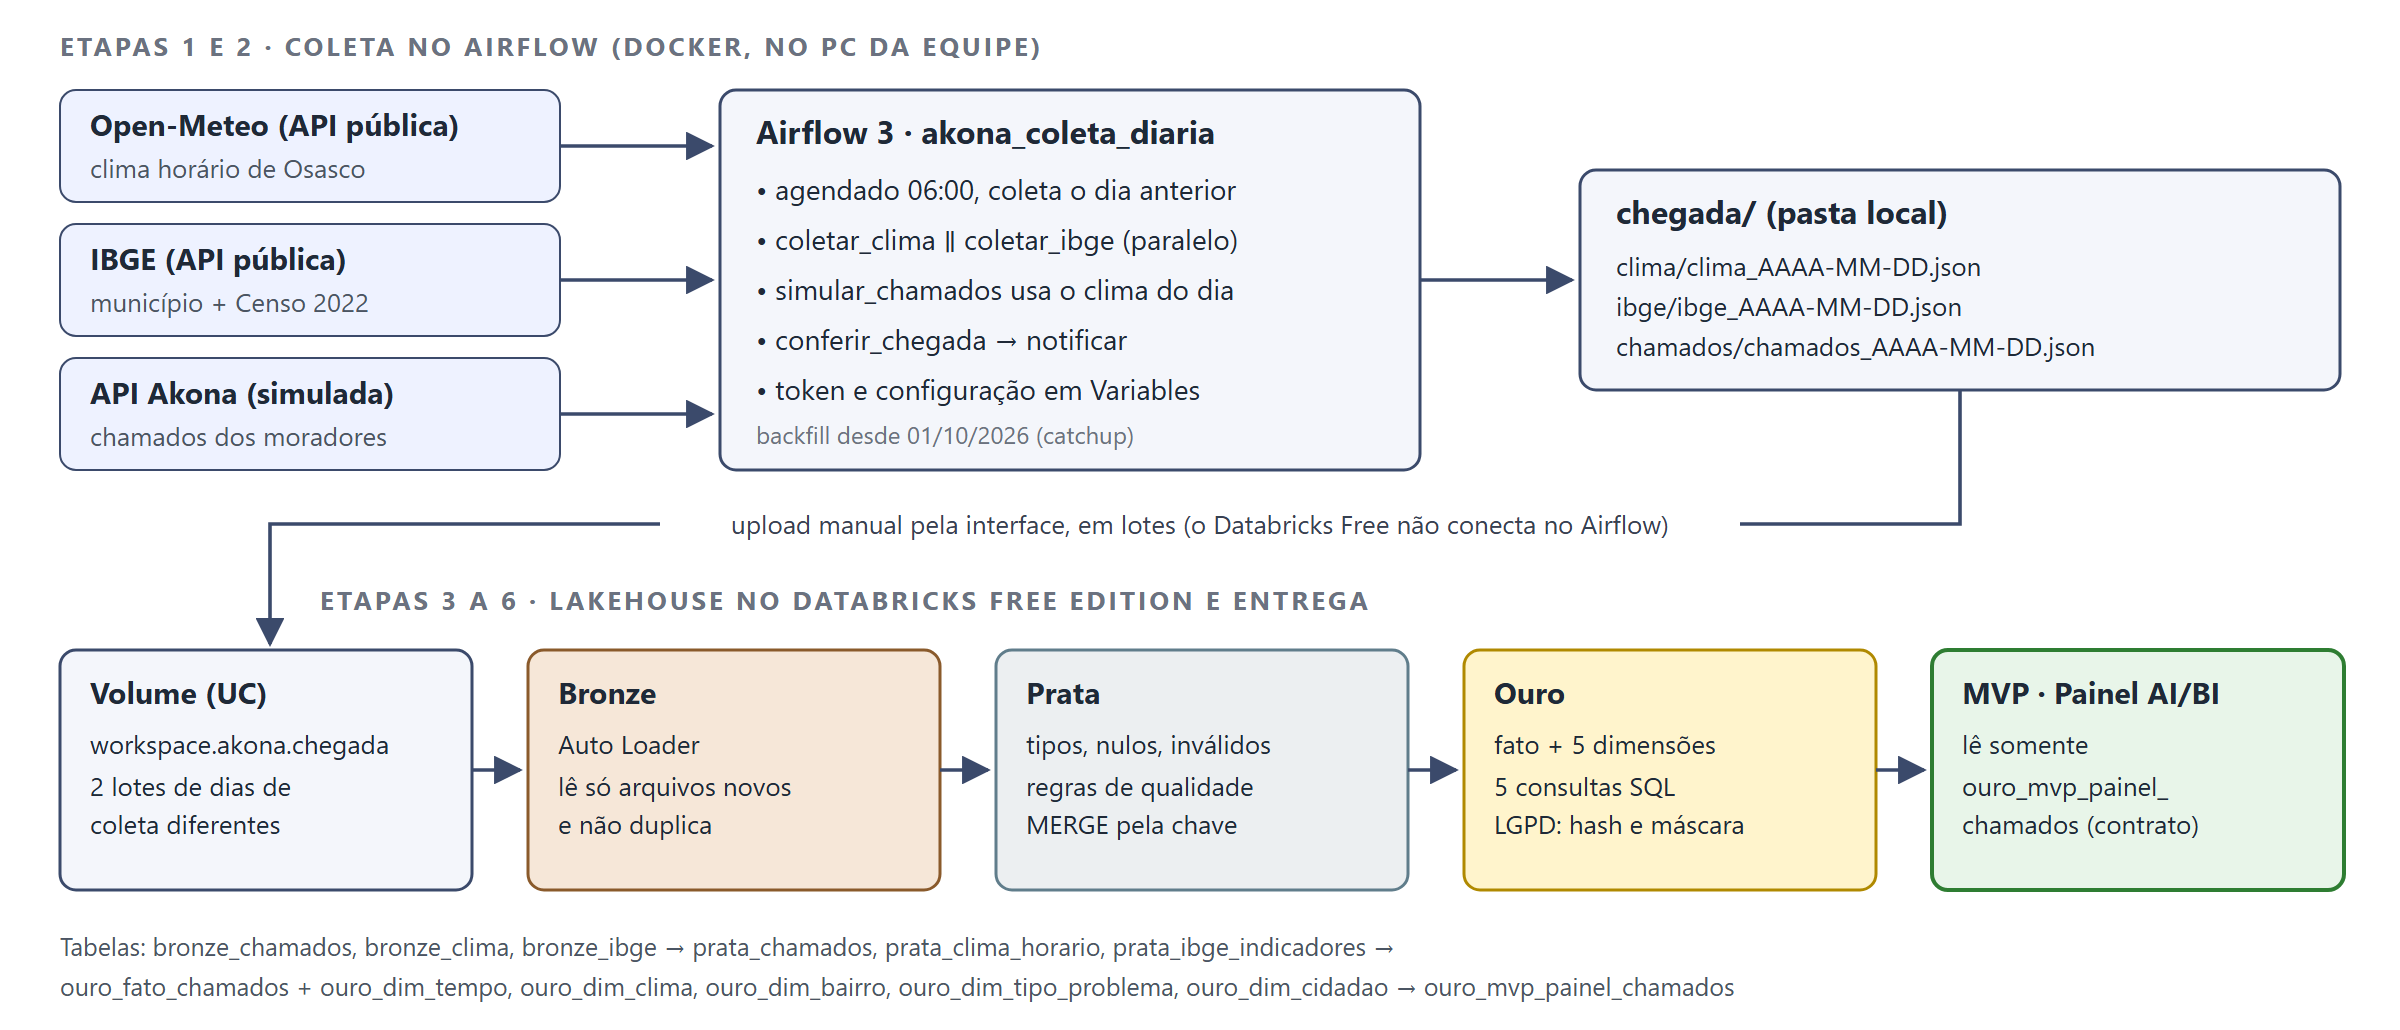 ETAPAS 1 E 2 · COLETA NO AIRFLOW (DOCKER, NO PC DA EQUIPE)
Open-Meteo (API pública)
clima horário de Osasco
IBGE (API pública)
município + Censo 2022
API Akona (simulada)
chamados dos moradores
Airflow 3 · akona_coleta_diaria
• agendado 06:00, coleta o dia anterior
• coletar_clima ‖ coletar_ibge (paralelo)
• simular_chamados usa o clima do dia
• conferir_chegada → notificar
• token e configuração em Variables
backfill desde 01/10/2026 (catchup)
chegada/ (pasta local)
clima/clima_AAAA-MM-DD.json
ibge/ibge_AAAA-MM-DD.json
chamados/chamados_AAAA-MM-DD.json
upload manual pela interface, em lotes (o Databricks Free não conecta no Airflow)
ETAPAS 3 A 6 · LAKEHOUSE NO DATABRICKS FREE EDITION E ENTREGA
Volume (UC)
workspace.akona.chegada
2 lotes de dias de
coleta diferentes
Bronze
Auto Loader
lê só arquivos novos
e não duplica
Prata
tipos, nulos, inválidos
regras de qualidade
MERGE pela chave
Ouro
fato + 5 dimensões
5 consultas SQL
LGPD: hash e máscara
MVP · Painel AI/BI
lê somente
ouro_mvp_painel_
chamados (contrato)
Tabelas: bronze_chamados, bronze_clima, bronze_ibge → prata_chamados, prata_clima_horario, prata_ibge_indicadores →
ouro_fato_chamados + ouro_dim_tempo, ouro_dim_clima, ouro_dim_bairro, ouro_dim_tipo_problema, ouro_dim_cidadao → ouro_mvp_painel_chamados